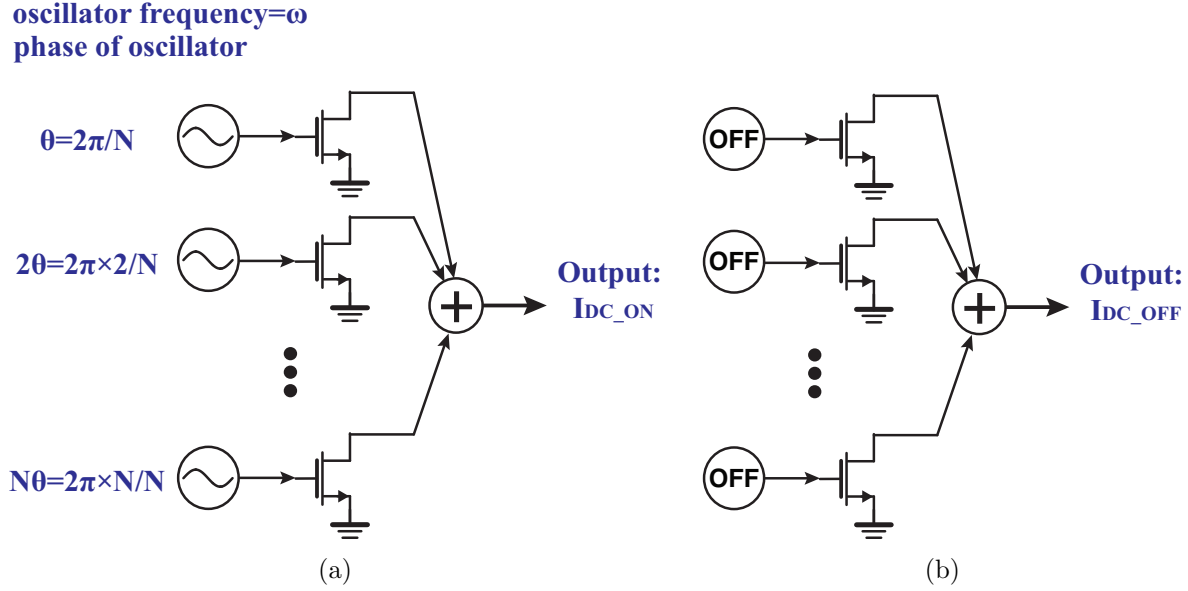 oscillator frequency=ω
phase of oscillator
θ=2π/N
2θ=2π×2/N
Nθ=2π×N/N
Output:
IDC_ON
(a)
OFF
OFF
OFF
Output:
IDC_OFF
(b)